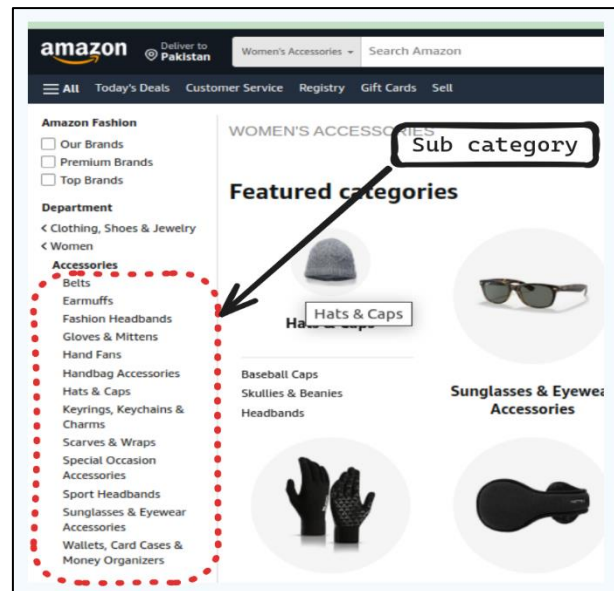 amazon
Deliver to
Pakistan
Women's Accessories
Search Amazon
All Today's Deals Customer Service Registry Gift Cards Sell
Amazon Fashion
Our Brands
Premium Brands
Top Brands
Department
< Clothing, Shoes & Jewelry
< Women
Accessories
Belts
Earmuffs
Fashion Headbands
Gloves & Mittens
Hand Fans
Handbag Accessories
Hats & Caps
Keyrings, Keychains &
Charms
Scarves & Wraps
Special Occasion
Accessories
Sport Headbands
Sunglasses & Eyewear
Accessories
Wallets, Card Cases &
Money Organizers
WOMEN'S ACCESSORIES
Sub category
Featured categories
Hats & Caps
Hats & Caps
Baseball Caps
Skullies & Beanies
Headbands
Sunglasses & Eyewea
Accessories